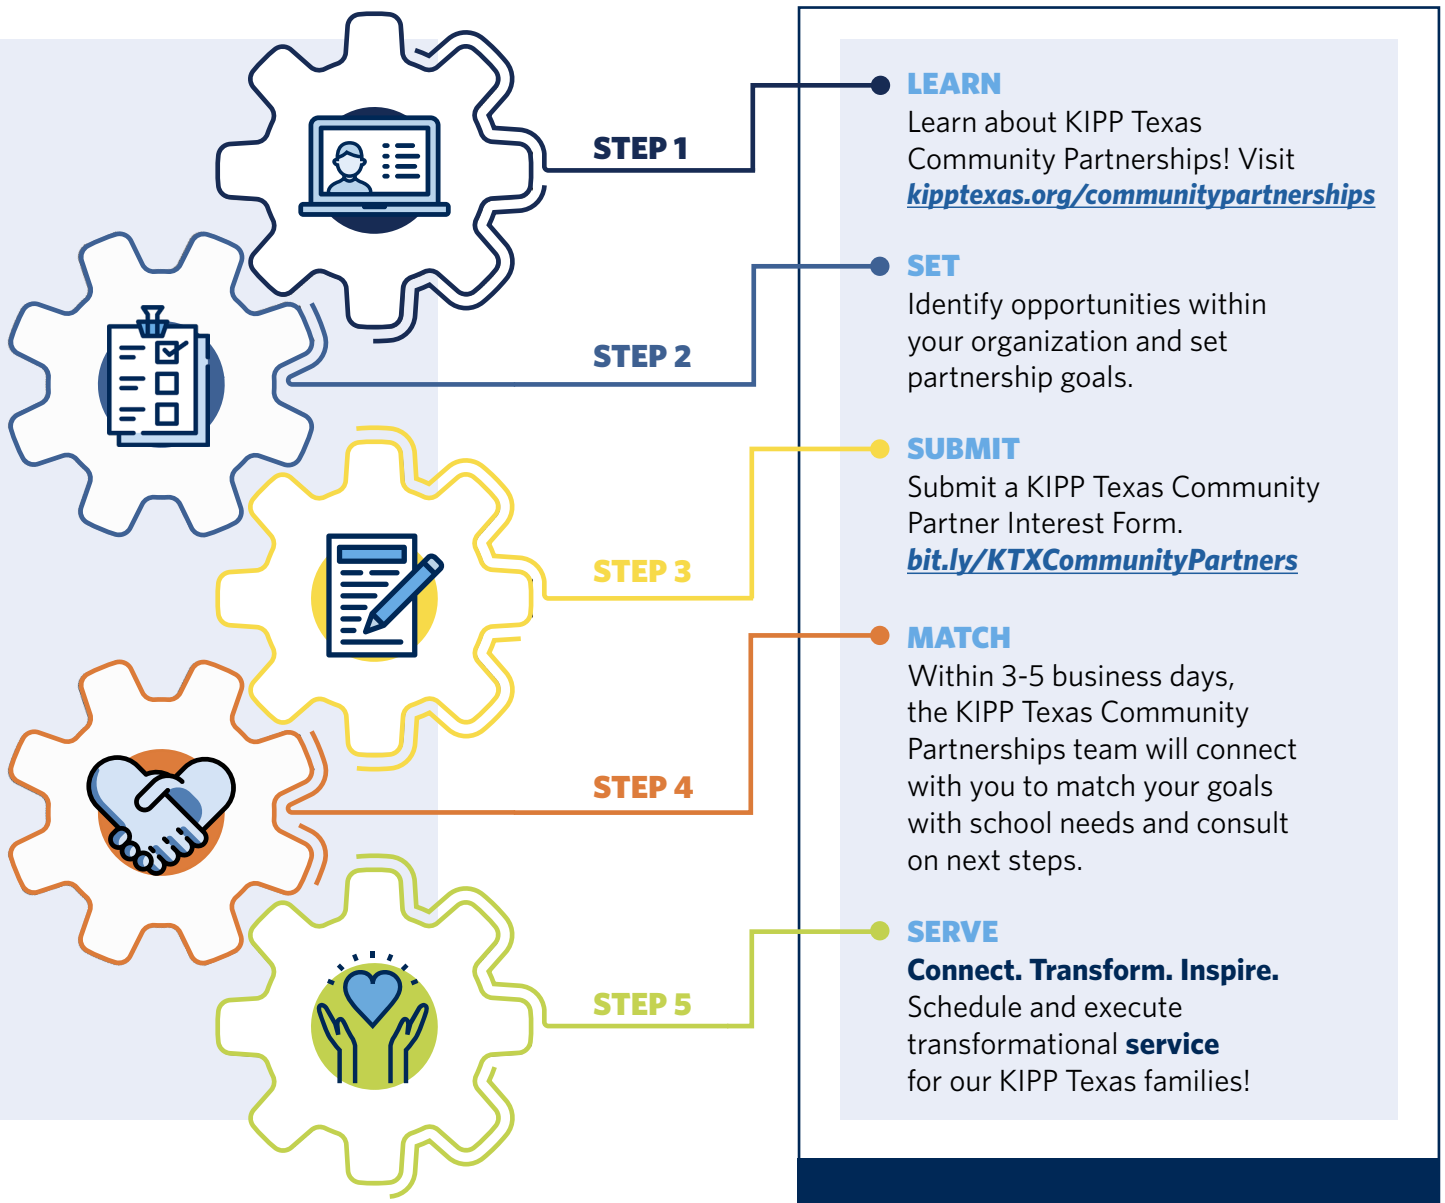 STEP 1
LEARN
Learn about KIPP Texas
Community Partnerships! Visit
kipptexas.org/communitypartnerships
STEP 2
SET
Identify opportunities within
your organization and set
partnership goals.
STEP 3
SUBMIT
Submit a KIPP Texas Community
Partner Interest Form.
bit.ly/KTXCommunityPartners
STEP 4
MATCH
Within 3-5 business days,
the KIPP Texas Community
Partnerships team will connect
with you to match your goals
with school needs and consult
on next steps.
STEP 5
SERVE
Connect. Transform. Inspire.
Schedule and execute
transformational service
for our KIPP Texas families!